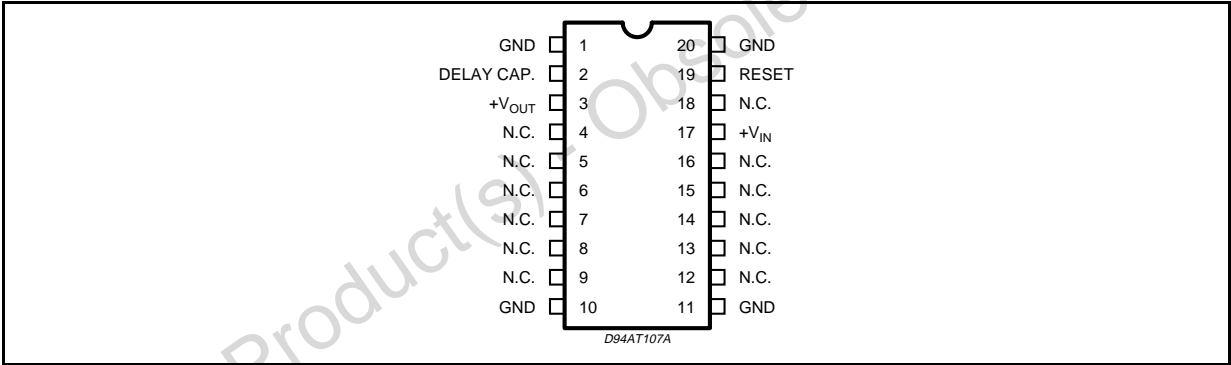 GND 1 20 GND
DELAY CAP. 2 19 RESET
+VOUT 3 18 N.C.
N.C. 4 17 +VIN
N.C. 5 16 N.C.
N.C. 6 15 N.C.
N.C. 7 14 N.C.
N.C. 8 13 N.C.
N.C. 9 12 N.C.
GND 10 11 GND
D94AT107A
Product(s) -